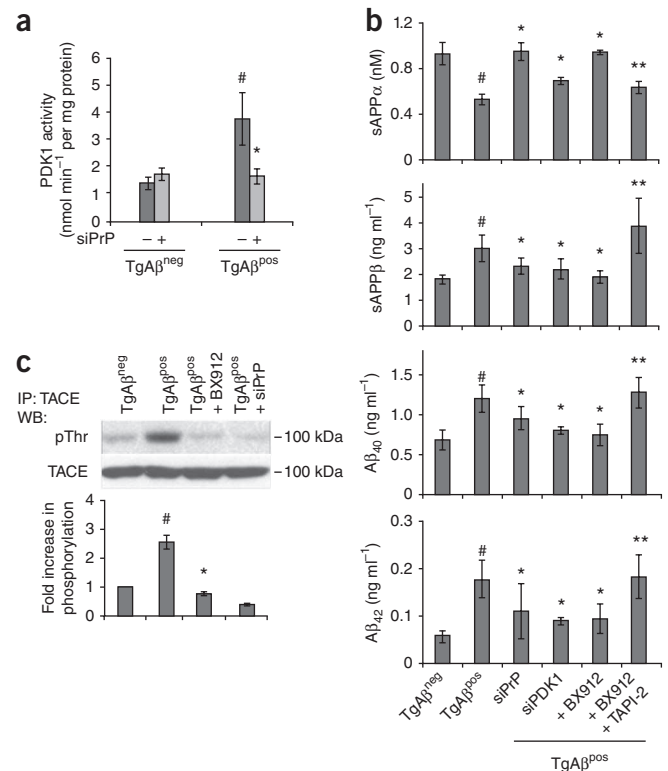 a
PDK1 activity
(nmol min−1 per mg protein)
6
5
4
3
2
1
0
#
*
siPrP
− +
− +
TgAβneg
TgAβpos
b
sAPPα (nM)
1.2
0.9
0.6
0.3
0
#
*
*
*
**
sAPPβ (ng ml−1)
5
4
3
2
1
0
#
*
*
*
**
Aβ40 (ng ml−1)
1.5
1.0
0.5
0
#
*
*
*
**
Aβ42 (ng ml−1)
0.3
0.2
0.1
0
#
*
*
*
**
TgAβneg
TgAβpos
siPrP
siPDK1
+ BX912
+ BX912
+ TAPI-2
TgAβpos
c
IP: TACE
WB:
TgAβneg
TgAβpos
TgAβpos
+ BX912
TgAβpos
+ siPrP
pThr
100 kDa
TACE
100 kDa
Fold increase in
phosphorylation
4
3
2
1
0
#
*